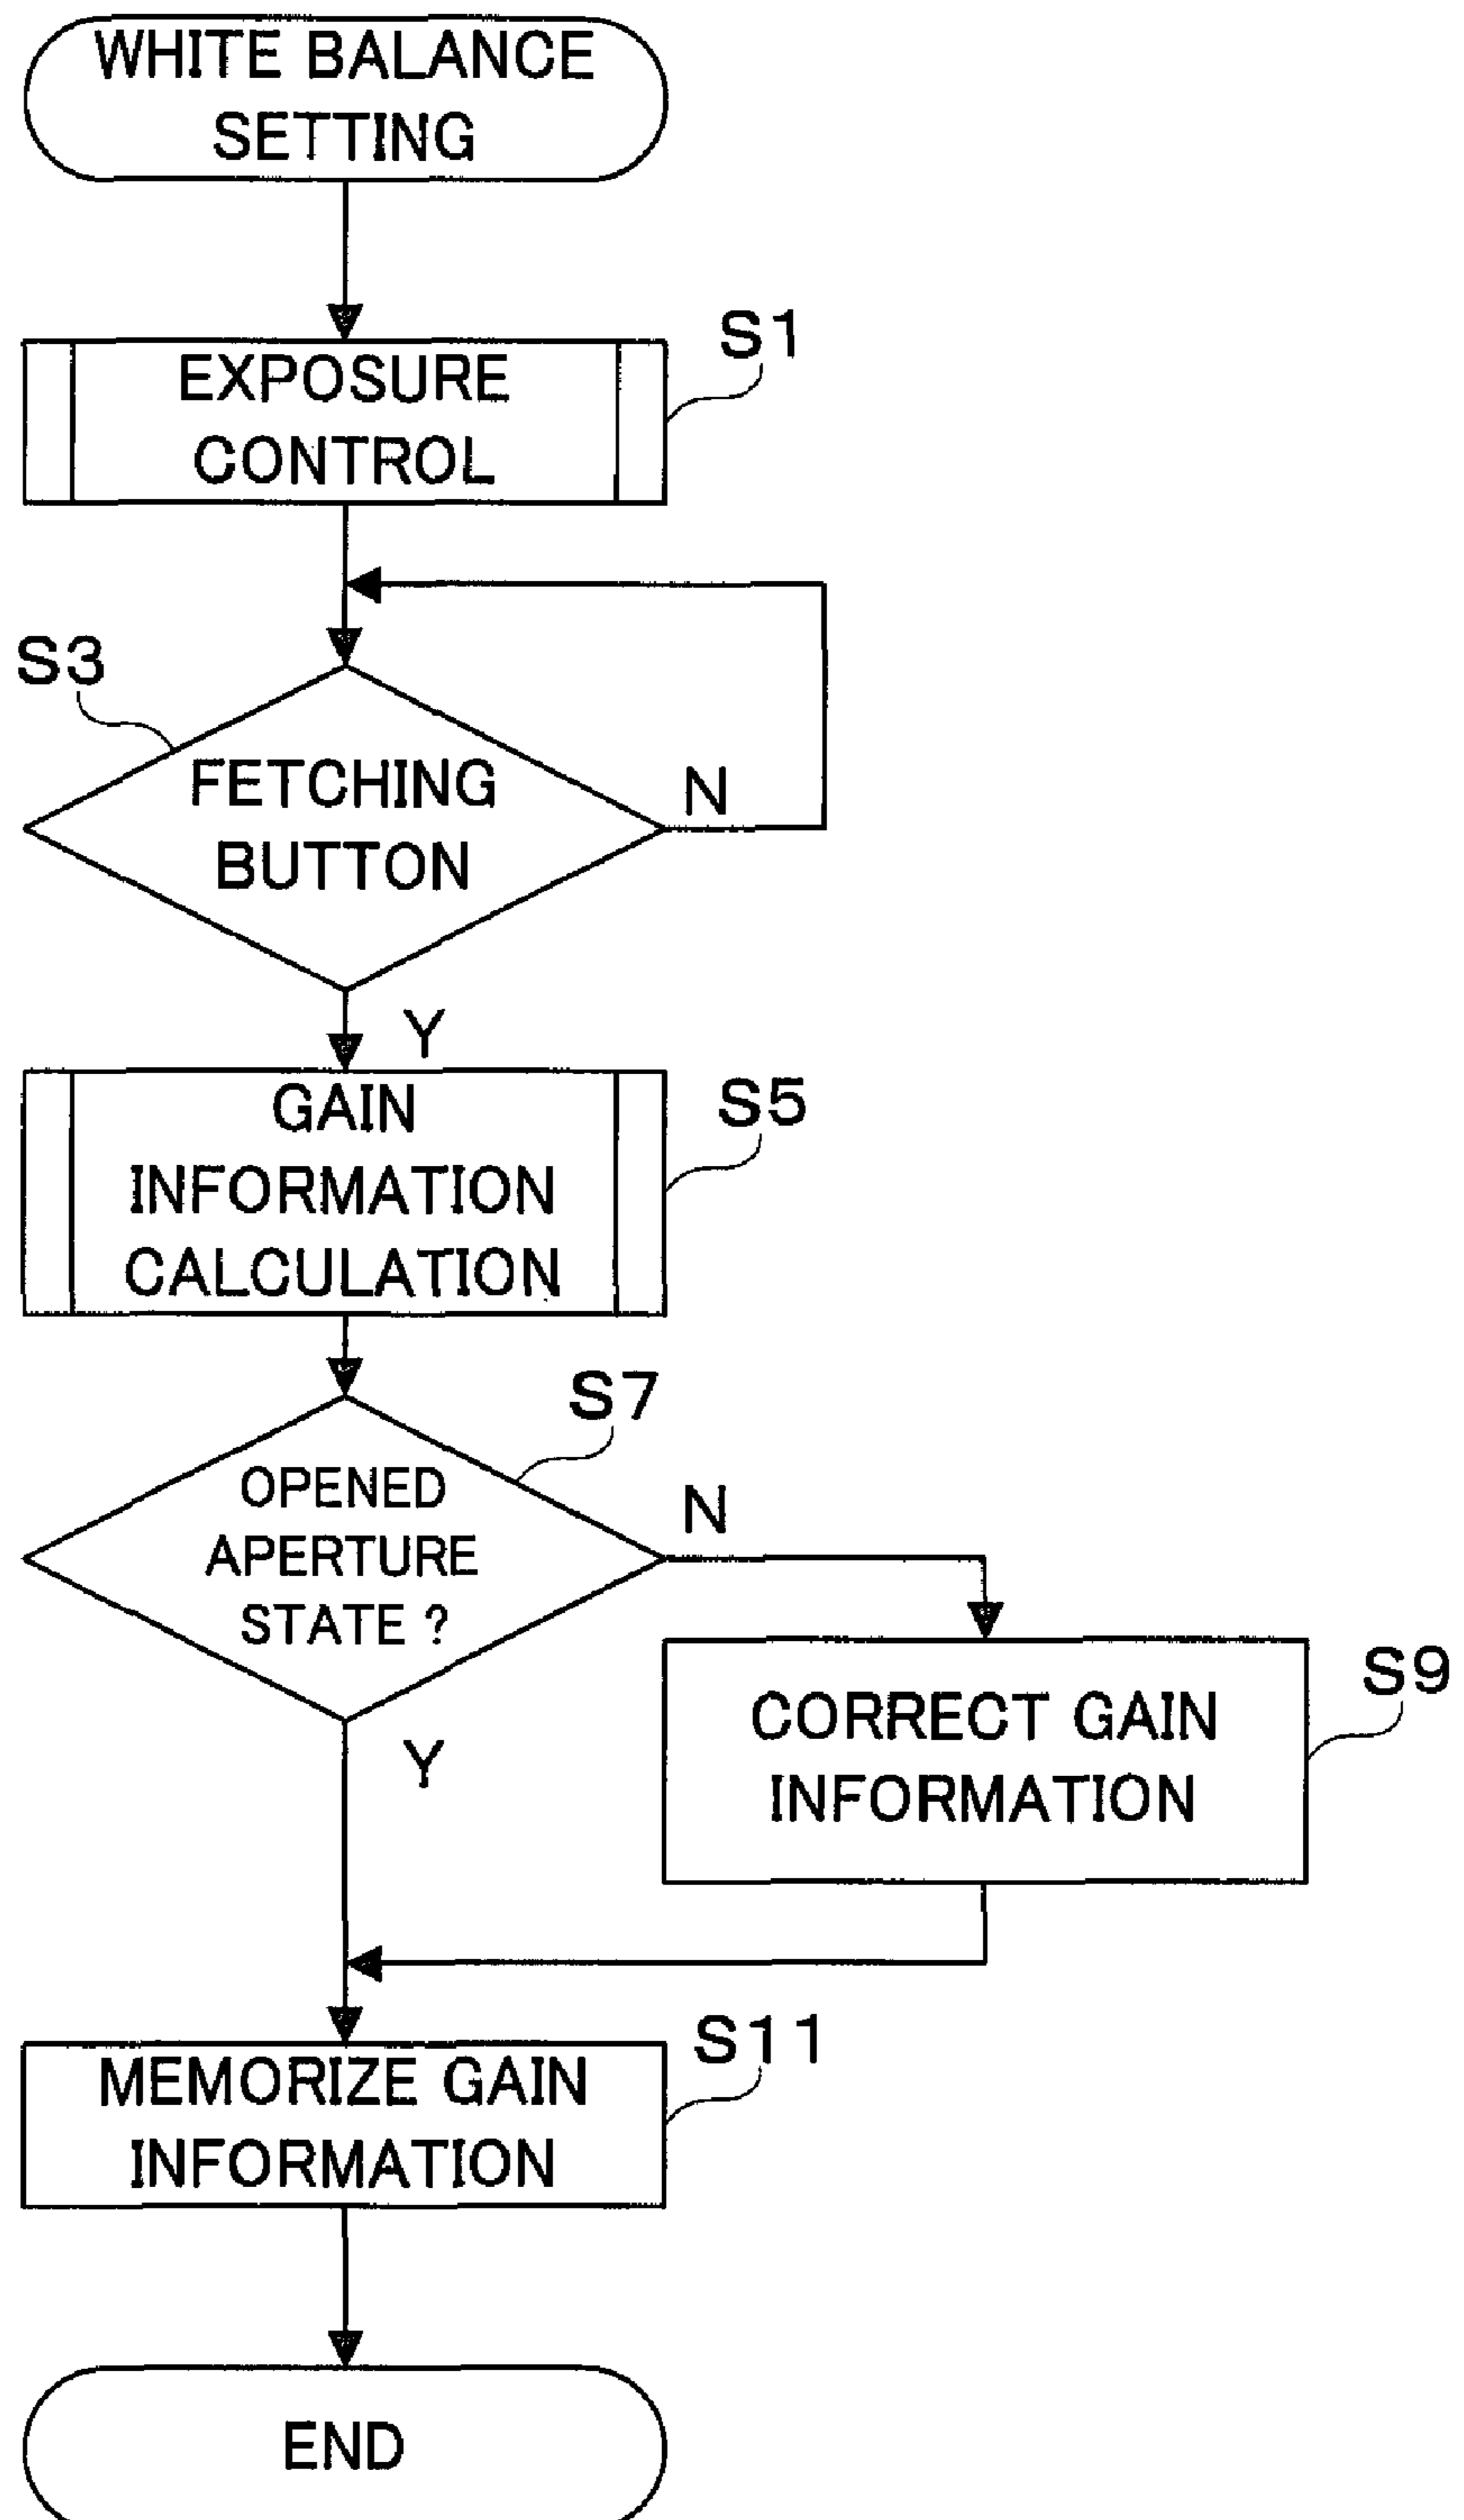 WHITE BALANCE
SETTING
S1
EXPOSURE
CONTROL
S3
FETCHING
BUTTON
N
Y
GAIN
INFORMATION
CALCULATION
S5
S7
OPENED
APERTURE
STATE ?
N
Y
CORRECT GAIN
INFORMATION
S9
S11
MEMORIZE GAIN
INFORMATION
END